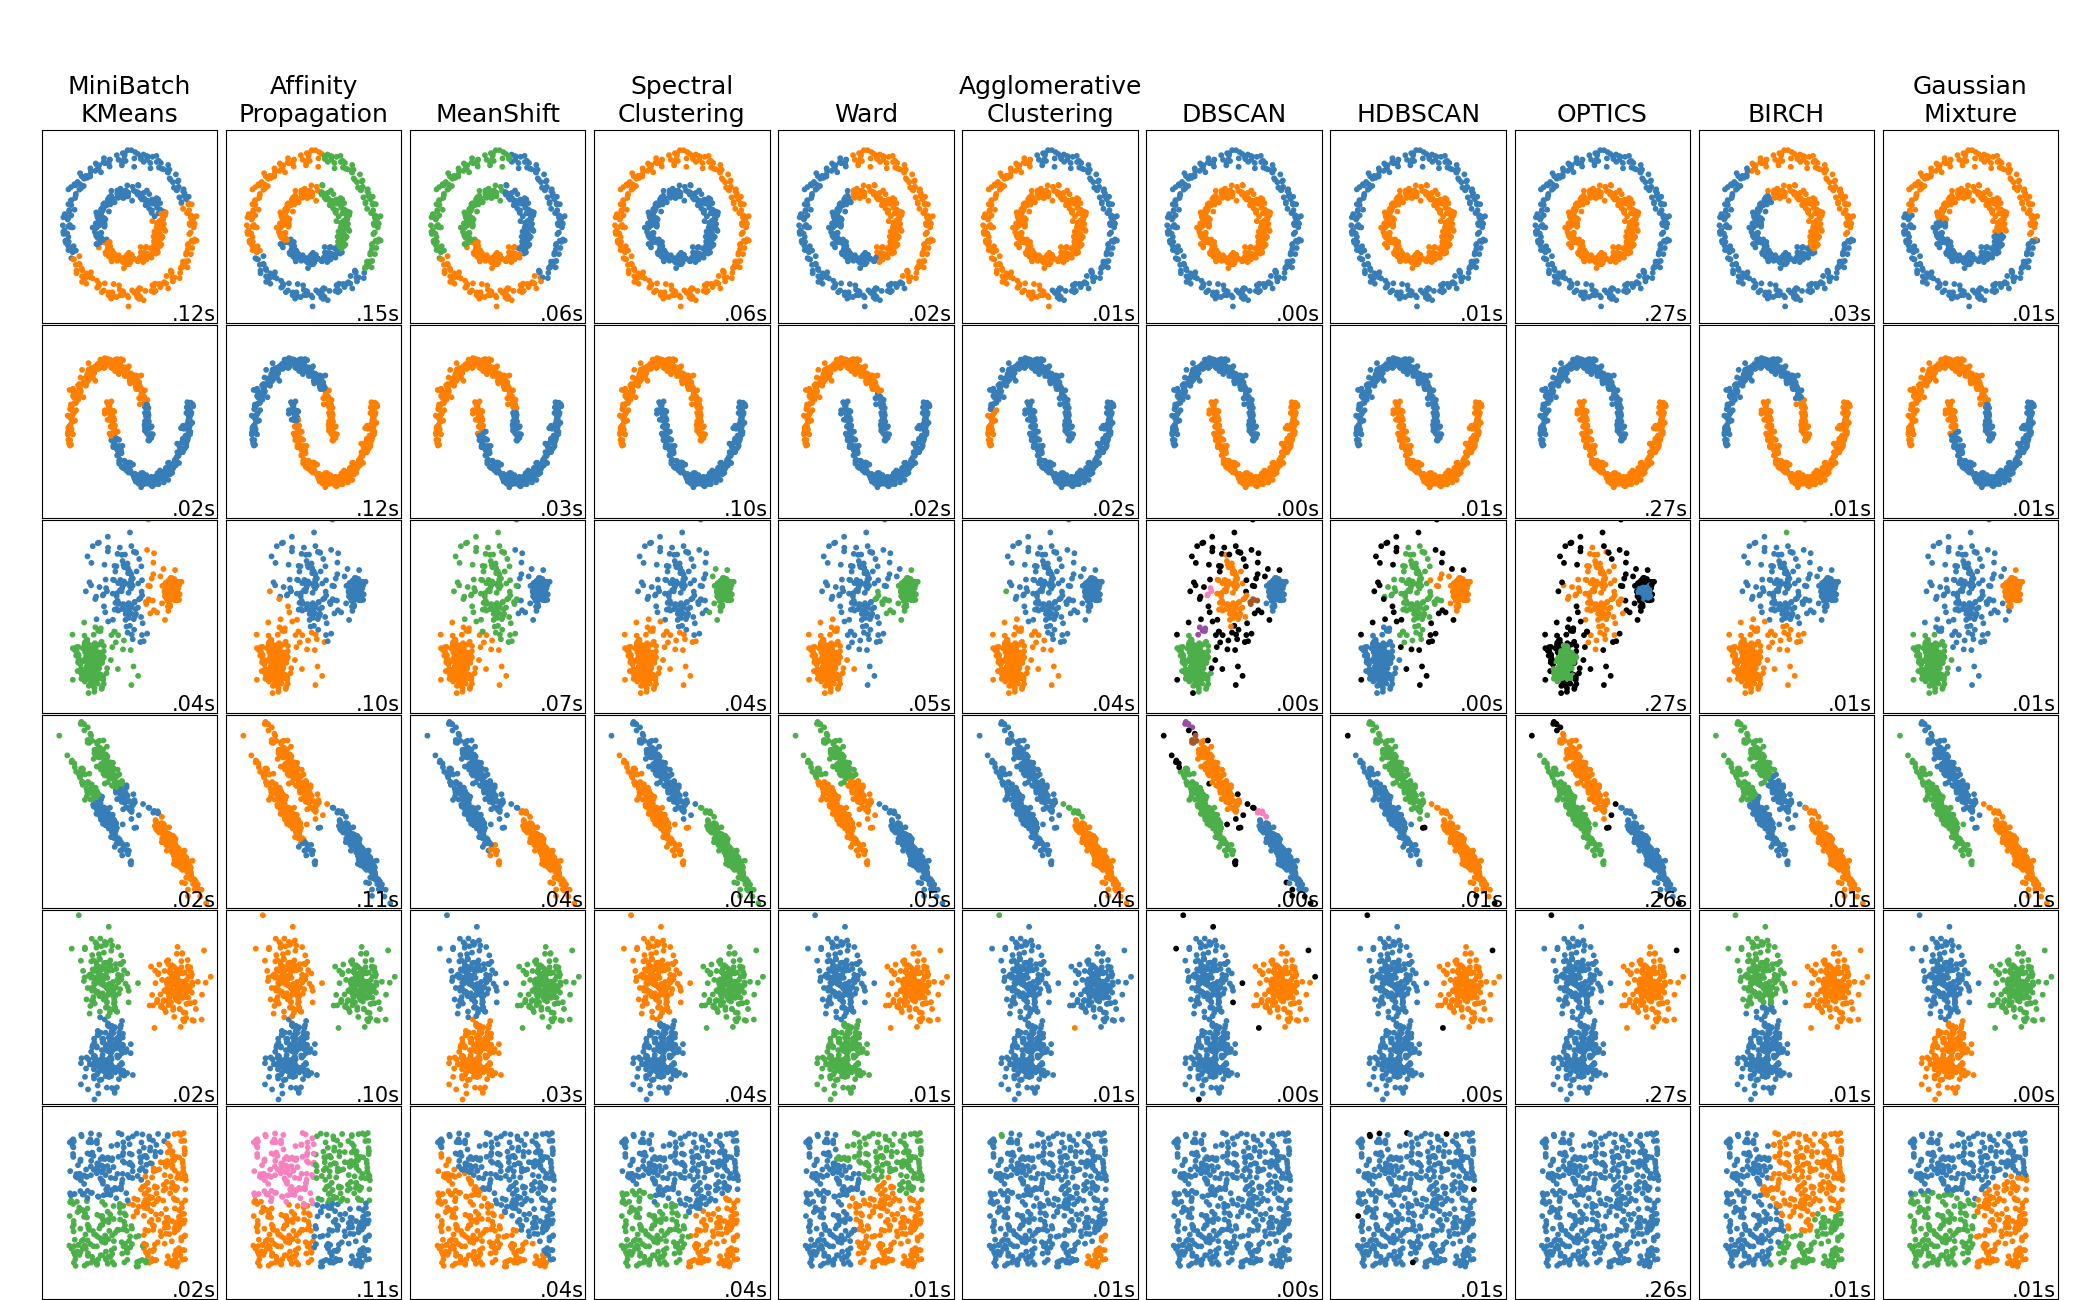 MiniBatch
KMeans
Affinity
Propagation
MeanShift
Spectral
Clustering
Ward
Agglomerative
Clustering
DBSCAN
HDBSCAN
OPTICS
BIRCH
Gaussian
Mixture
.12s
.15s
.06s
.06s
.02s
.01s
.00s
.01s
.27s
.03s
.01s
.02s
.12s
.03s
.10s
.02s
.02s
.00s
.01s
.27s
.01s
.01s
.04s
.10s
.07s
.04s
.05s
.04s
.00s
.00s
.27s
.01s
.01s
.02s
.11s
.04s
.04s
.05s
.04s
.00s
.01s
.26s
.01s
.01s
.02s
.10s
.03s
.04s
.01s
.01s
.00s
.00s
.27s
.01s
.00s
.02s
.11s
.04s
.04s
.01s
.01s
.00s
.01s
.26s
.01s
.01s